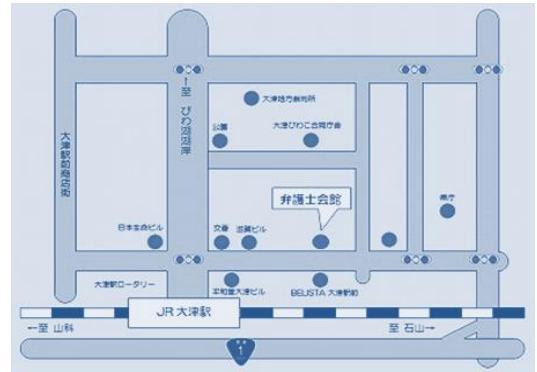 ←至 びわ湖湖岸
大津地方裁判所
公園
大津びわこ合同庁舎
大津駅前商店街
弁護士会館
県庁
日本生命ビル
交番
滋賀ビル
大津駅ロータリー
平和堂大津ビル
BELISTA 大津駅前
JR 大津駅
←至 山科
至 石山→
1